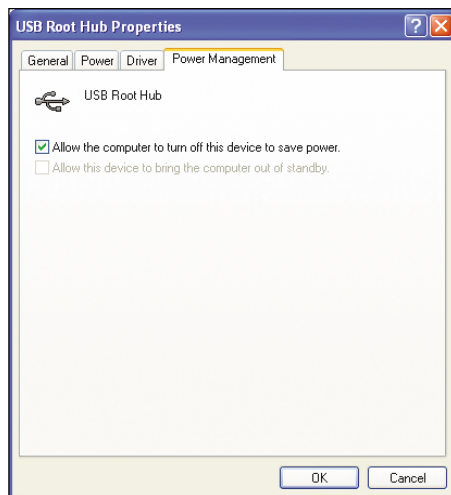 USB Root Hub Properties
General Power Driver Power Management
USB Root Hub
Allow the computer to turn off this device to save power.
Allow this device to bring the computer out of standby.
OK Cancel